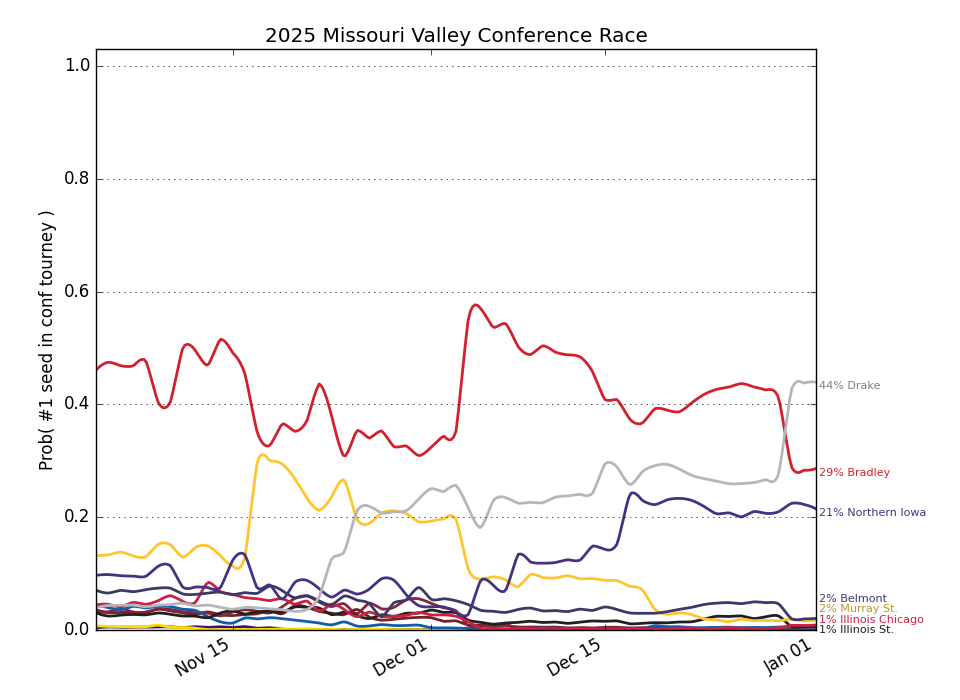 2025 Missouri Valley Conference Race
Prob( #1 seed in conf tourney )
1.0
0.8
0.6
0.4
0.2
0.0
Nov 15
Dec 01
Dec 15
Jan 01
44% Drake
29% Bradley
21% Northern Iowa
2% Belmont
2% Murray St.
1% Illinois Chicago
1% Illinois St.